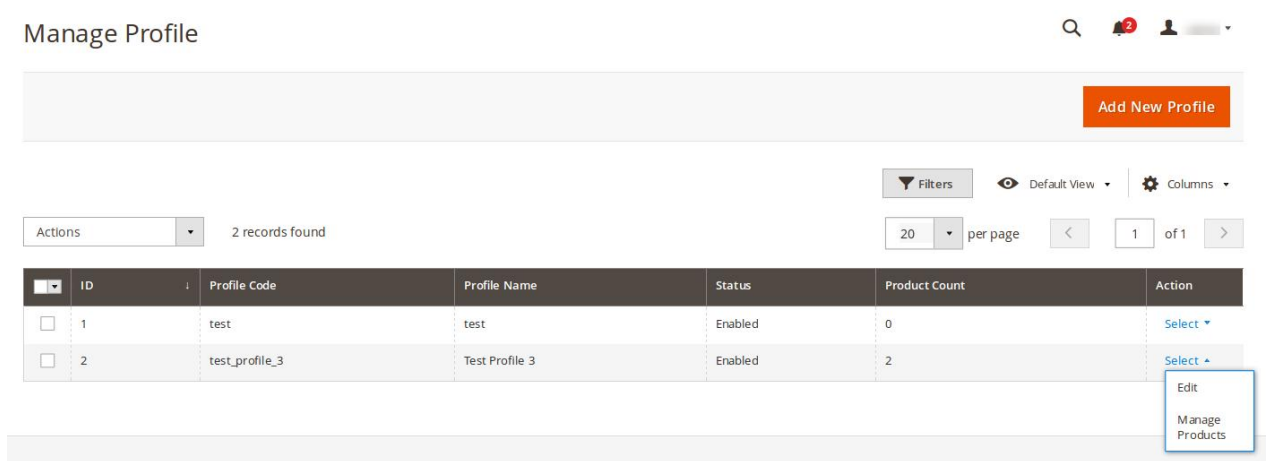 Manage Profile
2
Add New Profile
Filters Default View Columns
Actions 2 records found 20 per page 1 of 1
ID ↓ Profile Code Profile Name Status Product Count Action
1 test test Enabled 0 Select
2 test_profile_3 Test Profile 3 Enabled 2 Select
Edit
Manage
Products